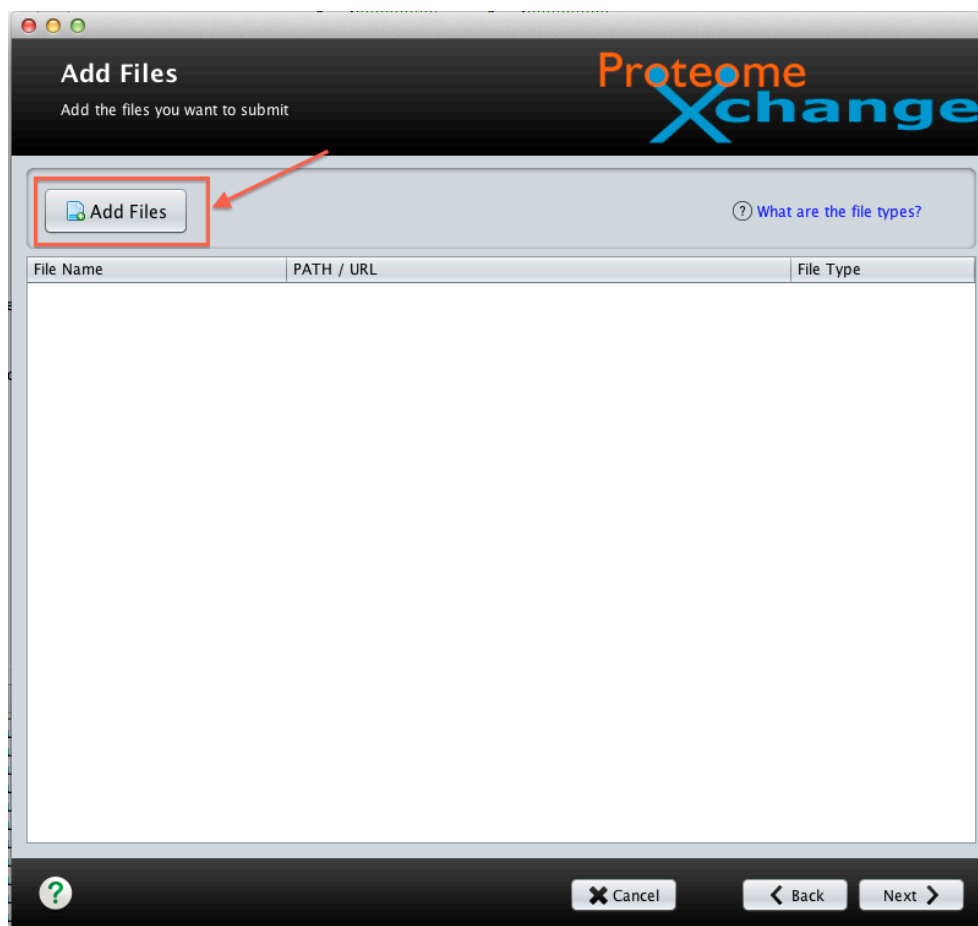 Add Files
Add the files you want to submit
Proteome
Xchange
Add Files
? What are the file types?
File Name PATH / URL File Type
? Cancel Back Next